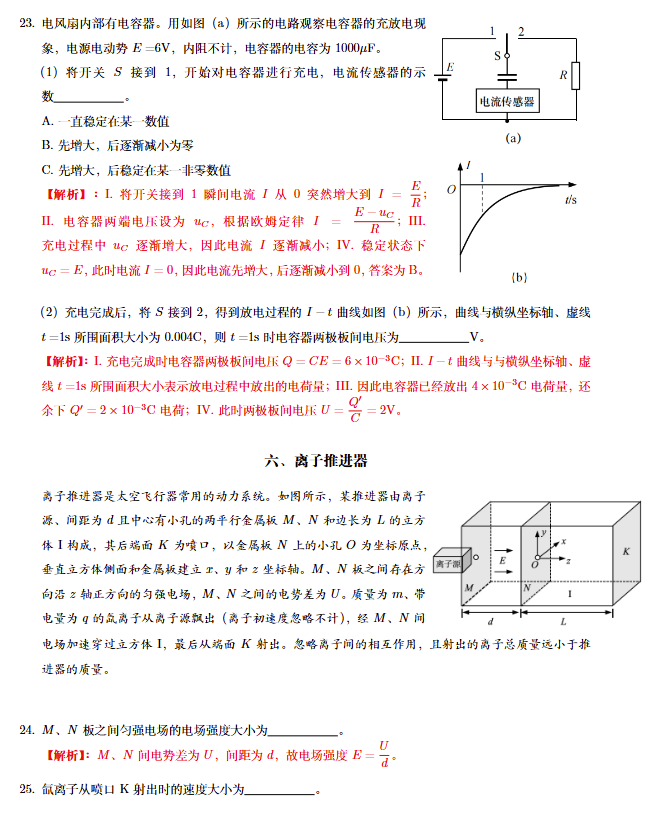 23. 电风扇内部有电容器。用如图（a）所示的电路观察电容器的充放电现
象，电源电动势 E =6V，内阻不计，电容器的电容为 1000μF。
（1）将开关 S 接到 1，开始对电容器进行充电，电流传感器的示
数__________。
A. 一直稳定在某一数值
B. 先增大，后逐渐减小为零
C. 先增大，后稳定在某一非零数值
【解析】：I. 将开关接到 1 瞬间电流 I 从 0 突然增大到 I = E/R；
II. 电容器两端电压设为 u_C，根据欧姆定律 I = (E − u_C)/R；III.
充电过程中 u_C 逐渐增大，因此电流 I 逐渐减小；IV. 稳定状态下
u_C = E，此时电流 I = 0，因此电流先增大，后逐渐减小到 0，答案为 B。
1 2
S
E
R
电流传感器
(a)
I
1
O
t/s
(b)
（2）充电完成后，将 S 接到 2，得到放电过程的 I − t 曲线如图（b）所示，曲线与横纵坐标轴、虚线
t =1s 所围面积大小为 0.004C，则 t =1s 时电容器两极板间电压为__________V。
【解析】：I. 充电完成时电容器两极板间电压 Q = CE = 6 × 10⁻³C；II. I − t 曲线与与横纵坐标轴、虚
线 t =1s 所围面积大小表示放电过程中放出的电荷量；III. 因此电容器已经放出 4 × 10⁻³C 电荷量，还
余下 Q′ = 2 × 10⁻³C 电荷；IV. 此时两极板间电压 U = Q′/C = 2V。
六、离子推进器
离子推进器是太空飞行器常用的动力系统。如图所示，某推进器由离子
源、间距为 d 且中心有小孔的两平行金属板 M、N 和边长为 L 的立方
体 I 构成，其后端面 K 为喷口，以金属板 N 上的小孔 O 为坐标原点，
垂直立方体侧面和金属板建立 x、y 和 z 坐标轴。M、N 板之间存在方
向沿 z 轴正方向的匀强电场，M、N 之间的电势差为 U。质量为 m、带
电量为 q 的氙离子从离子源飘出（离子初速度忽略不计），经 M、N 间
电场加速穿过立方体 I，最后从端面 K 射出。忽略离子间的相互作用，且射出的离子总质量远小于推
进器的质量。
离子源
E
y
x
z
O
K
M
N
I
d
L
24. M、N 板之间匀强电场的电场强度大小为__________。
【解析】：M、N 间电势差为 U，间距为 d，故电场强度 E = U/d。
25. 氙离子从喷口 K 射出时的速度大小为__________。